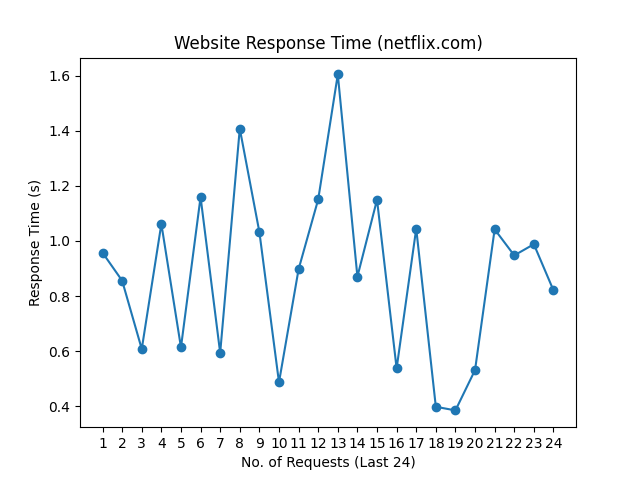 Website Response Time (netflix.com)
Response Time (s)
1.6
1.4
1.2
1.0
0.8
0.6
0.4
1 2 3 4 5 6 7 8 9 10 11 12 13 14 15 16 17 18 19 20 21 22 23 24
No. of Requests (Last 24)